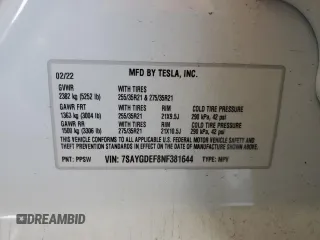 02/22
MFD BY TESLA, INC.
GVWR
2382 kg (5252 lb)
WITH TIRES
255/35R21 & 275/35R21
GAWR FRT
1363 kg (3004 lb)
WITH TIRES
255/35R21
RIM
21X9.5J
COLD TIRE PRESSURE
290 kPa, 42 psi
GAWR RR
1500 kg (3306 lb)
WITH TIRES
275/35R21
RIM
21X10.5J
COLD TIRE PRESSURE
290 kPa, 42 psi
THIS VEHICLE CONFORMS TO ALL APPLICABLE U.S. FEDERAL MOTOR VEHICLE SAFETY STANDARDS IN EFFECT ON THE DATE OF MANUFACTURE SHOWN ABOVE.
PNT: PPSW
VIN: 7SAYGDEF8NF381644
TYPE: MPV
DREAMBID
STATUS.COM